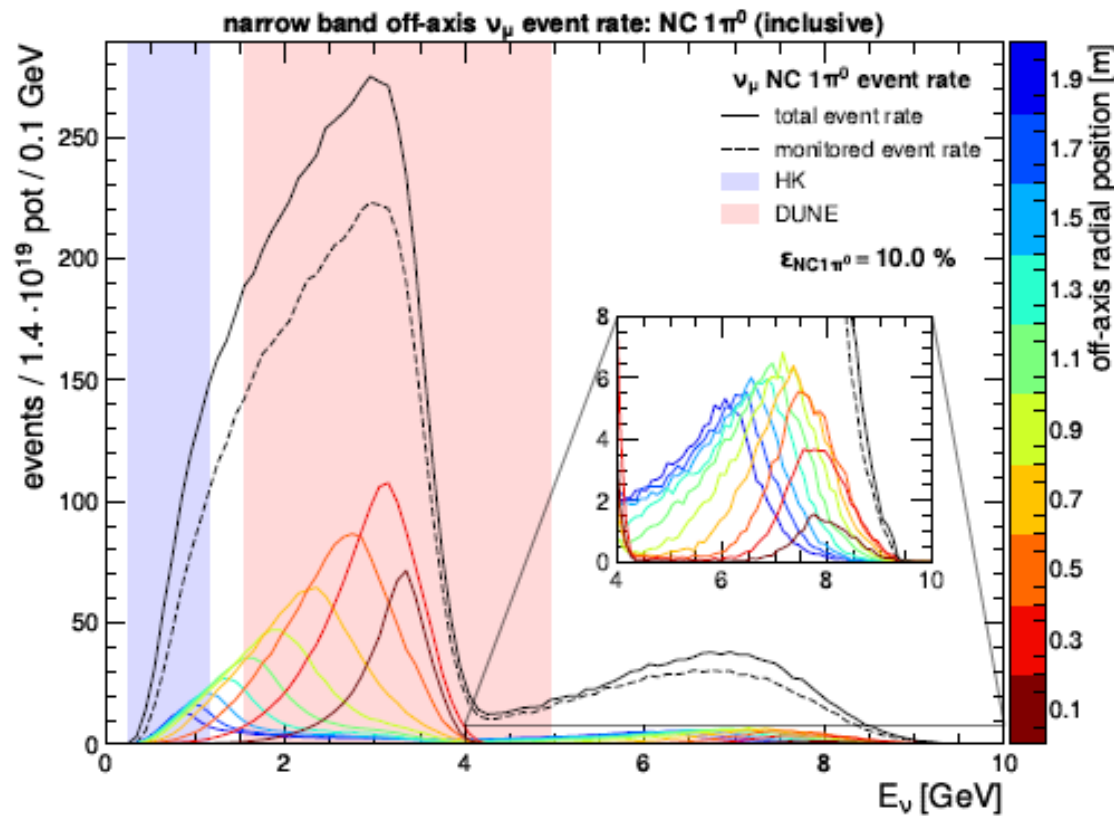 narrow band off-axis ν_μ event rate: NC 1π⁰ (inclusive)
events / 1.4 ·10¹⁹ pot / 0.1 GeV
250
200
150
100
50
0
ν_μ NC 1π⁰ event rate
total event rate
monitored event rate
HK
DUNE
ε_NC1π⁰ = 10.0 %
8
6
4
2
0
4 6 8 10
0 2 4 6 8 10
E_ν [GeV]
1.9
1.7
1.5
1.3
1.1
0.9
0.7
0.5
0.3
0.1
off-axis radial position [m]